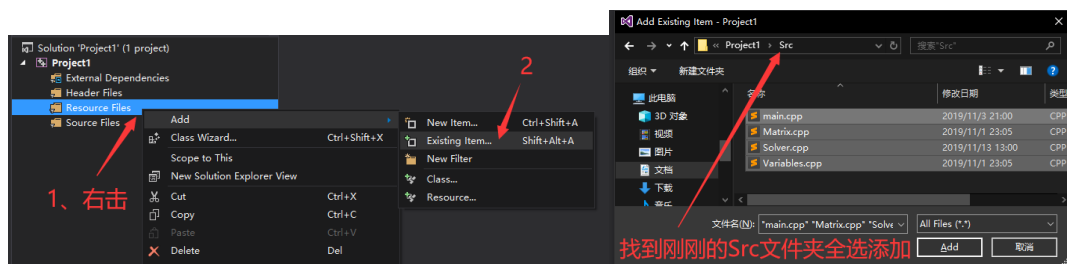 Solution 'Project1' (1 project)
Project1
External Dependencies
Header Files
Resource Files
Source Files
Add
Class Wizard... Ctrl+Shift+X
Scope to This
New Solution Explorer View
Cut Ctrl+X
Copy Ctrl+C
Paste Ctrl+V
Delete Del
New Item... Ctrl+Shift+A
Existing Item... Shift+Alt+A
New Filter
Class...
Resource...
1、右击
2
Add Existing Item - Project1
« Project1 › Src
搜索"Src"
组织 新建文件夹
此电脑
3D 对象
视频
图片
文档
下载
音乐
名称 修改日期 类型
main.cpp 2019/11/3 21:00 CPP
Matrix.cpp 2019/11/1 23:05 CPP
Solver.cpp 2019/11/13 13:00 CPP
Variables.cpp 2019/11/1 23:05 CPP
文件名(N): "main.cpp" "Matrix.cpp" "Solve All Files (*.*)
找到刚刚的Src文件夹全选添加
Add 取消